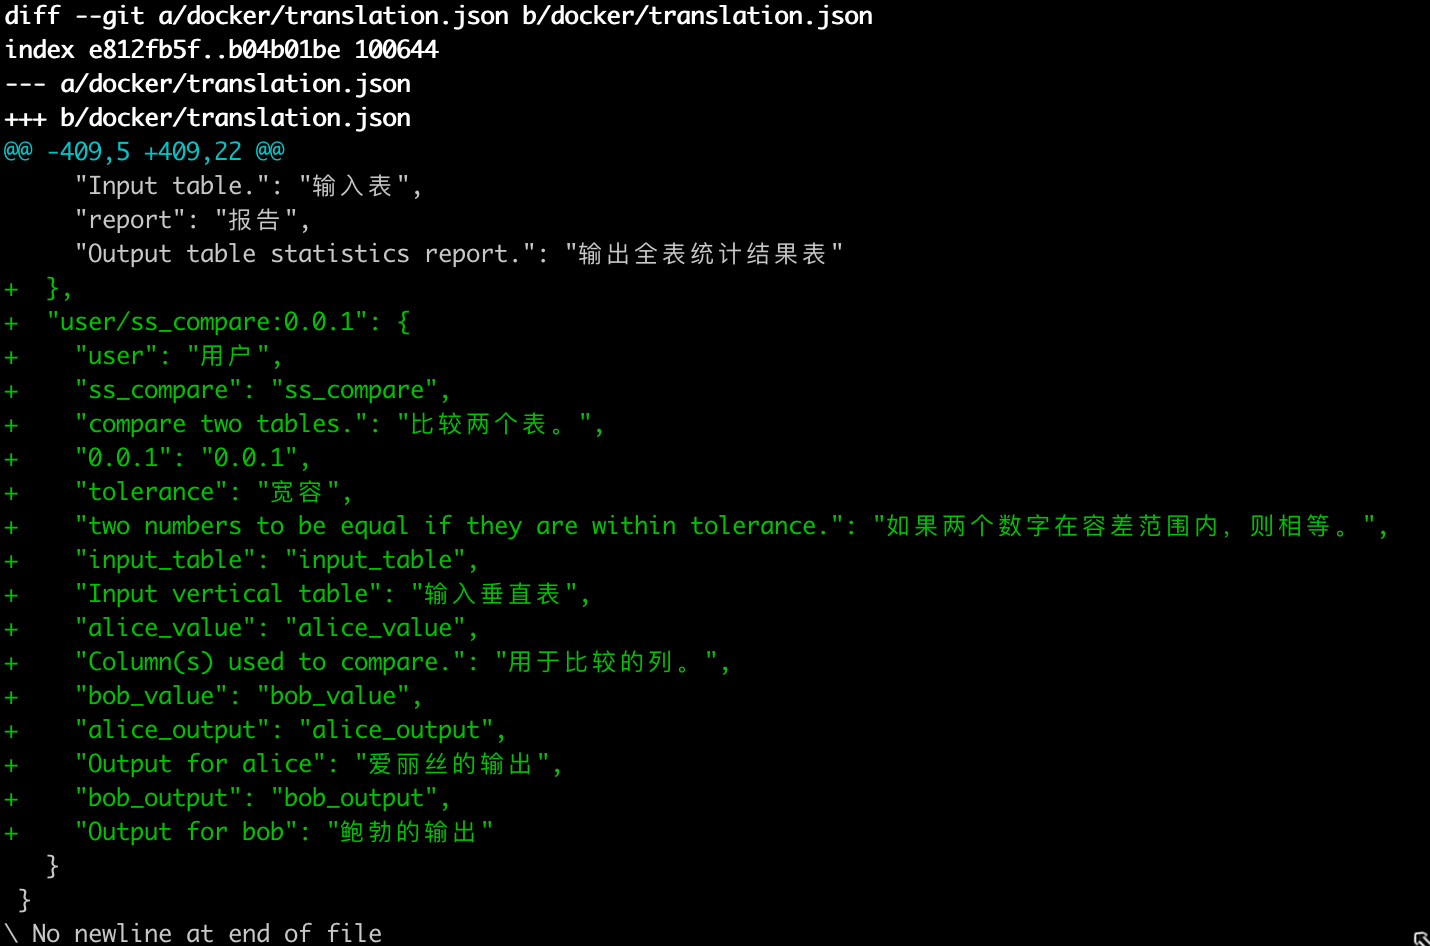 diff --git a/docker/translation.json b/docker/translation.json
index e812fb5f..b04b01be 100644
--- a/docker/translation.json
+++ b/docker/translation.json
@@ -409,5 +409,22 @@
     "Input table.": "输入表",
     "report": "报告",
     "Output table statistics report.": "输出全表统计结果表"
+  },
+  "user/ss_compare:0.0.1": {
+    "user": "用户",
+    "ss_compare": "ss_compare",
+    "compare two tables.": "比较两个表。",
+    "0.0.1": "0.0.1",
+    "tolerance": "宽容",
+    "two numbers to be equal if they are within tolerance.": "如果两个数字在容差范围内，则相等。",
+    "input_table": "input_table",
+    "Input vertical table": "输入垂直表",
+    "alice_value": "alice_value",
+    "Column(s) used to compare.": "用于比较的列。",
+    "bob_value": "bob_value",
+    "alice_output": "alice_output",
+    "Output for alice": "爱丽丝的输出",
+    "bob_output": "bob_output",
+    "Output for bob": "鲍勃的输出"
   }
 }
\ No newline at end of file